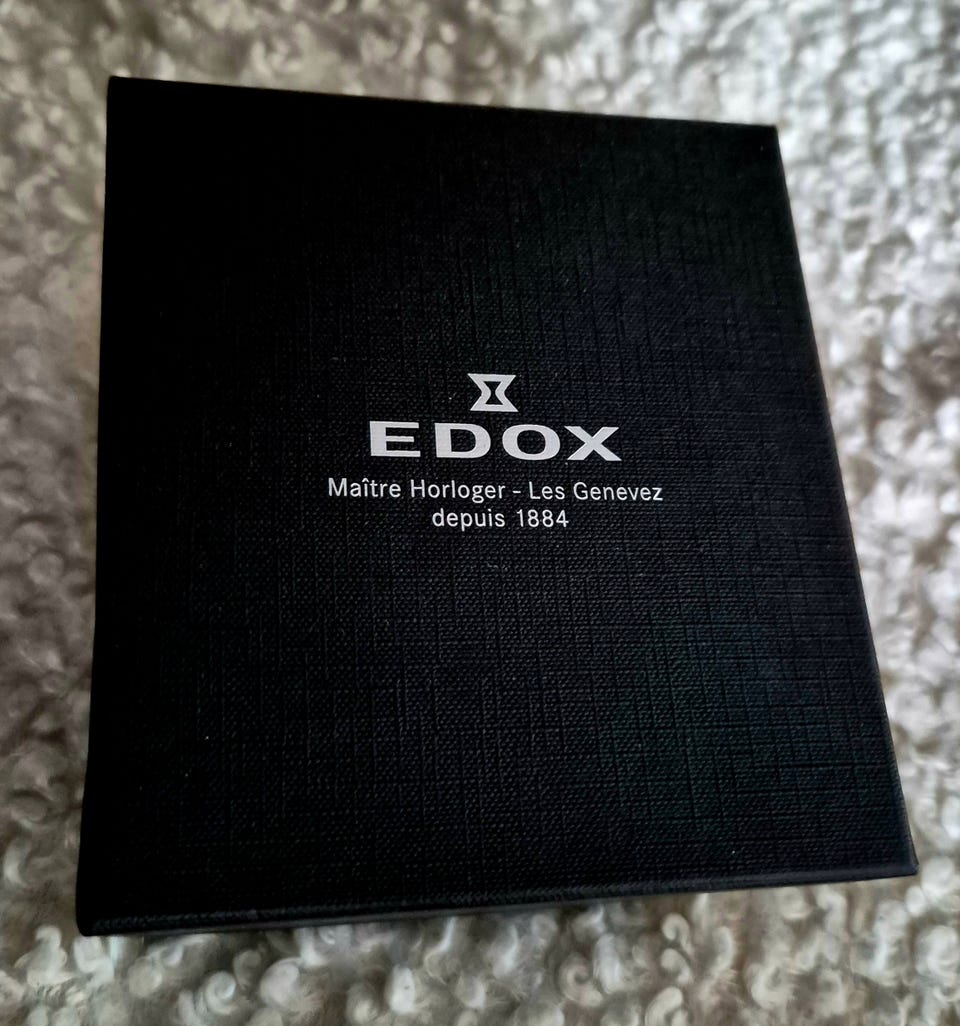 EDOX
Maître Horloger - Les Genevez
depuis 1884